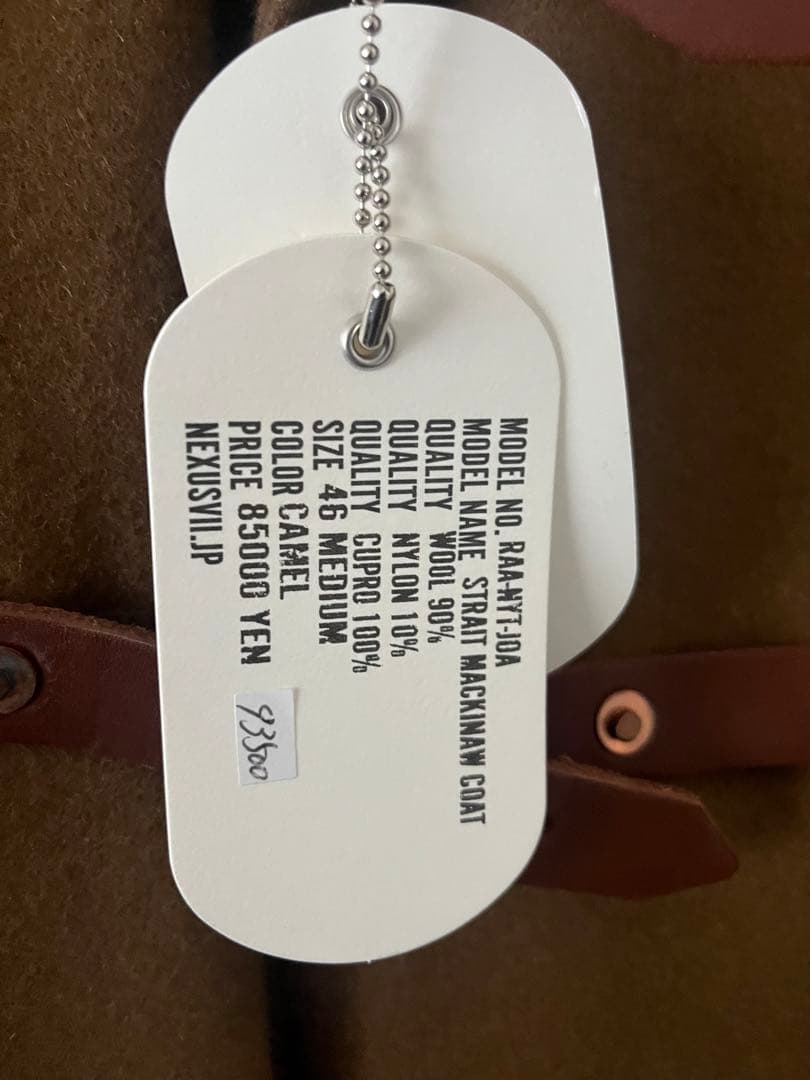 MODEL NO. RAA-NYT-JOA
MODEL NAME STRAIT MACKINAW COAT
QUALITY WOOL 90%
QUALITY NYLON 10%
QUALITY CUPRO 100%
SIZE 46 MEDIUM
COLOR CAMEL
PRICE 85000 YEN
93500
NEXUSVII.JP